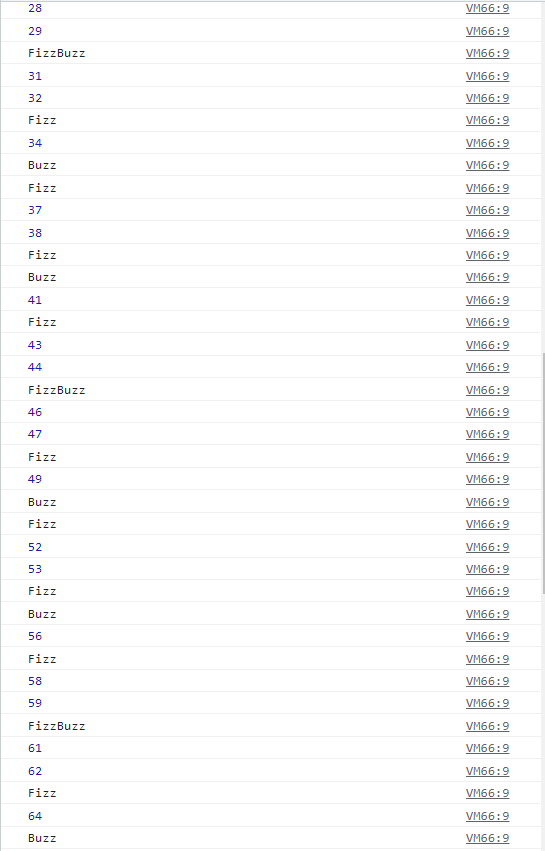 28 VM66:9
29 VM66:9
FizzBuzz VM66:9
31 VM66:9
32 VM66:9
Fizz VM66:9
34 VM66:9
Buzz VM66:9
Fizz VM66:9
37 VM66:9
38 VM66:9
Fizz VM66:9
Buzz VM66:9
41 VM66:9
Fizz VM66:9
43 VM66:9
44 VM66:9
FizzBuzz VM66:9
46 VM66:9
47 VM66:9
Fizz VM66:9
49 VM66:9
Buzz VM66:9
Fizz VM66:9
52 VM66:9
53 VM66:9
Fizz VM66:9
Buzz VM66:9
56 VM66:9
Fizz VM66:9
58 VM66:9
59 VM66:9
FizzBuzz VM66:9
61 VM66:9
62 VM66:9
Fizz VM66:9
64 VM66:9
Buzz VM66:9